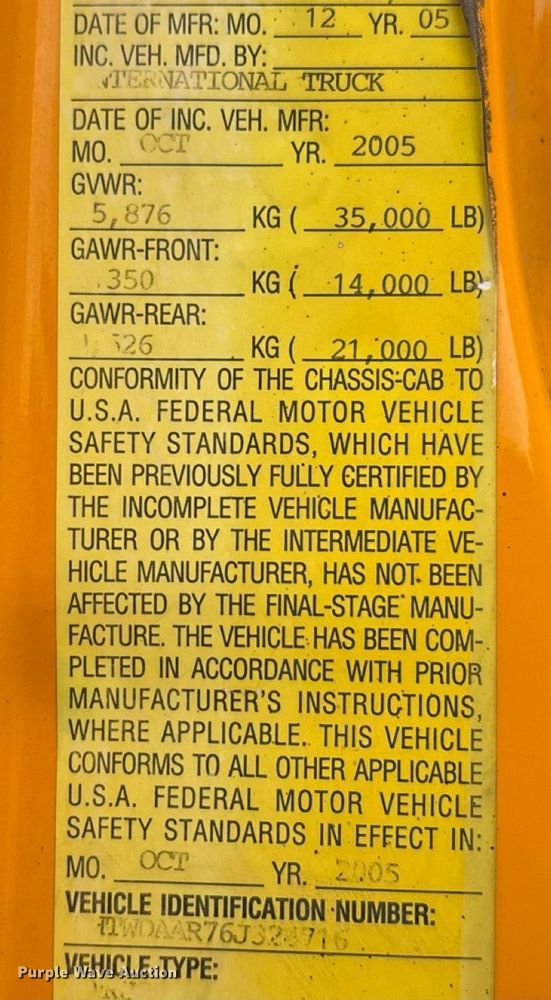 DATE OF MFR: MO. 12 YR. 05
INC. VEH. MFD. BY:
NTERNATIONAL TRUCK
DATE OF INC. VEH. MFR:
MO. OCT YR. 2005
GVWR:
5,876 KG ( 35,000 LB)
GAWR-FRONT:
350 KG ( 14,000 LB)
GAWR-REAR:
526 KG ( 21,000 LB)
CONFORMITY OF THE CHASSIS-CAB TO
U.S.A. FEDERAL MOTOR VEHICLE
SAFETY STANDARDS, WHICH HAVE
BEEN PREVIOUSLY FULLY CERTIFIED BY
THE INCOMPLETE VEHICLE MANUFAC-
TURER OR BY THE INTERMEDIATE VE-
HICLE MANUFACTURER, HAS NOT BEEN
AFFECTED BY THE FINAL-STAGE MANU-
FACTURE. THE VEHICLE HAS BEEN COM-
PLETED IN ACCORDANCE WITH PRIOR
MANUFACTURER'S INSTRUCTIONS,
WHERE APPLICABLE. THIS VEHICLE
CONFORMS TO ALL OTHER APPLICABLE
U.S.A. FEDERAL MOTOR VEHICLE
SAFETY STANDARDS IN EFFECT IN:
MO. OCT YR. 2005
VEHICLE IDENTIFICATION NUMBER:
VEHICLE TYPE:
Purple Wave Auction